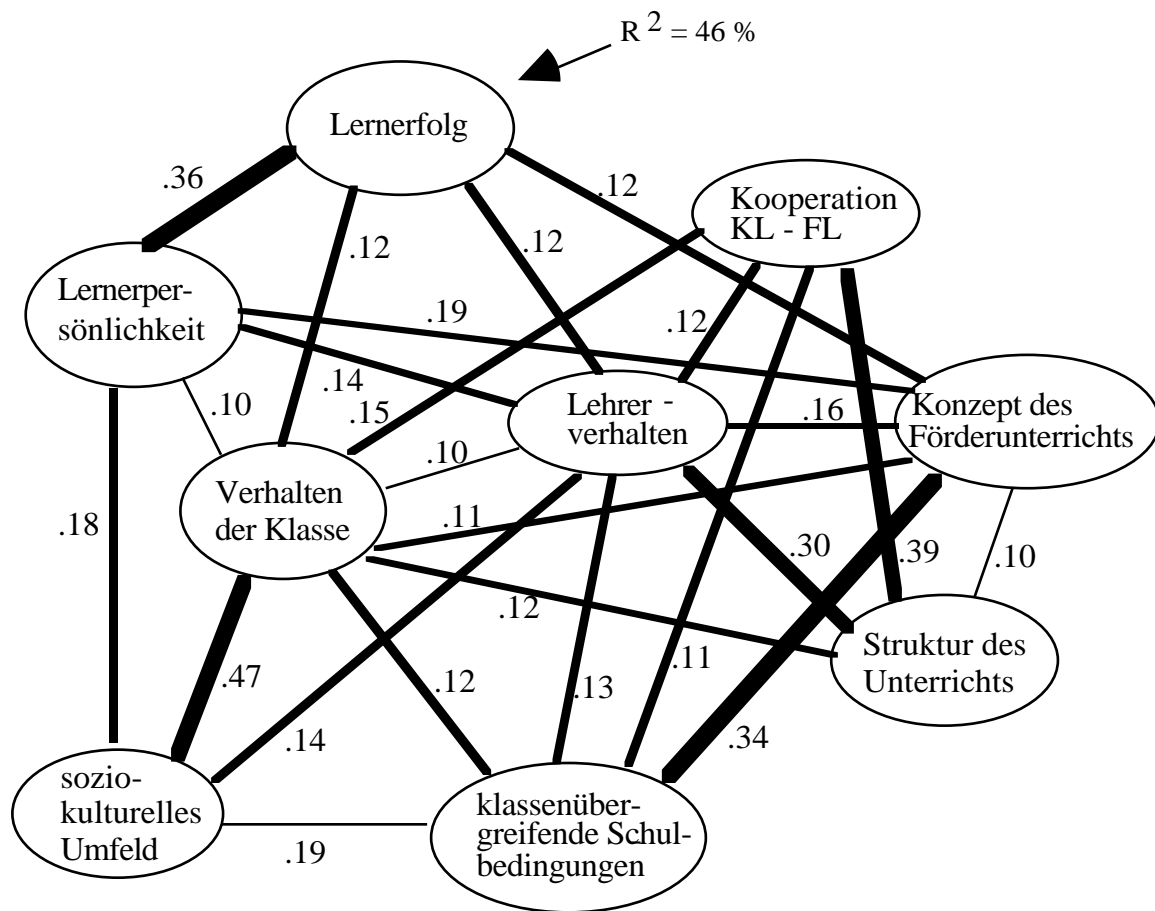 R 2 = 46 %
Lernerfolg
.36
.12
Kooperation
KL - FL
.12
.12
Lernerper-
sönlichkeit
.19
.12
.14
.10
.15
Lehrer -
verhalten
.16
Konzept des
Förderunterrichts
.10
Verhalten
der Klasse
.18
.11
.30
.39
.10
.12
Struktur des
Unterrichts
.47
.12
.13
.11
.14
.34
sozio-
kulturelles
Umfeld
klassenüber-
greifende Schul-
bedingungen
.19